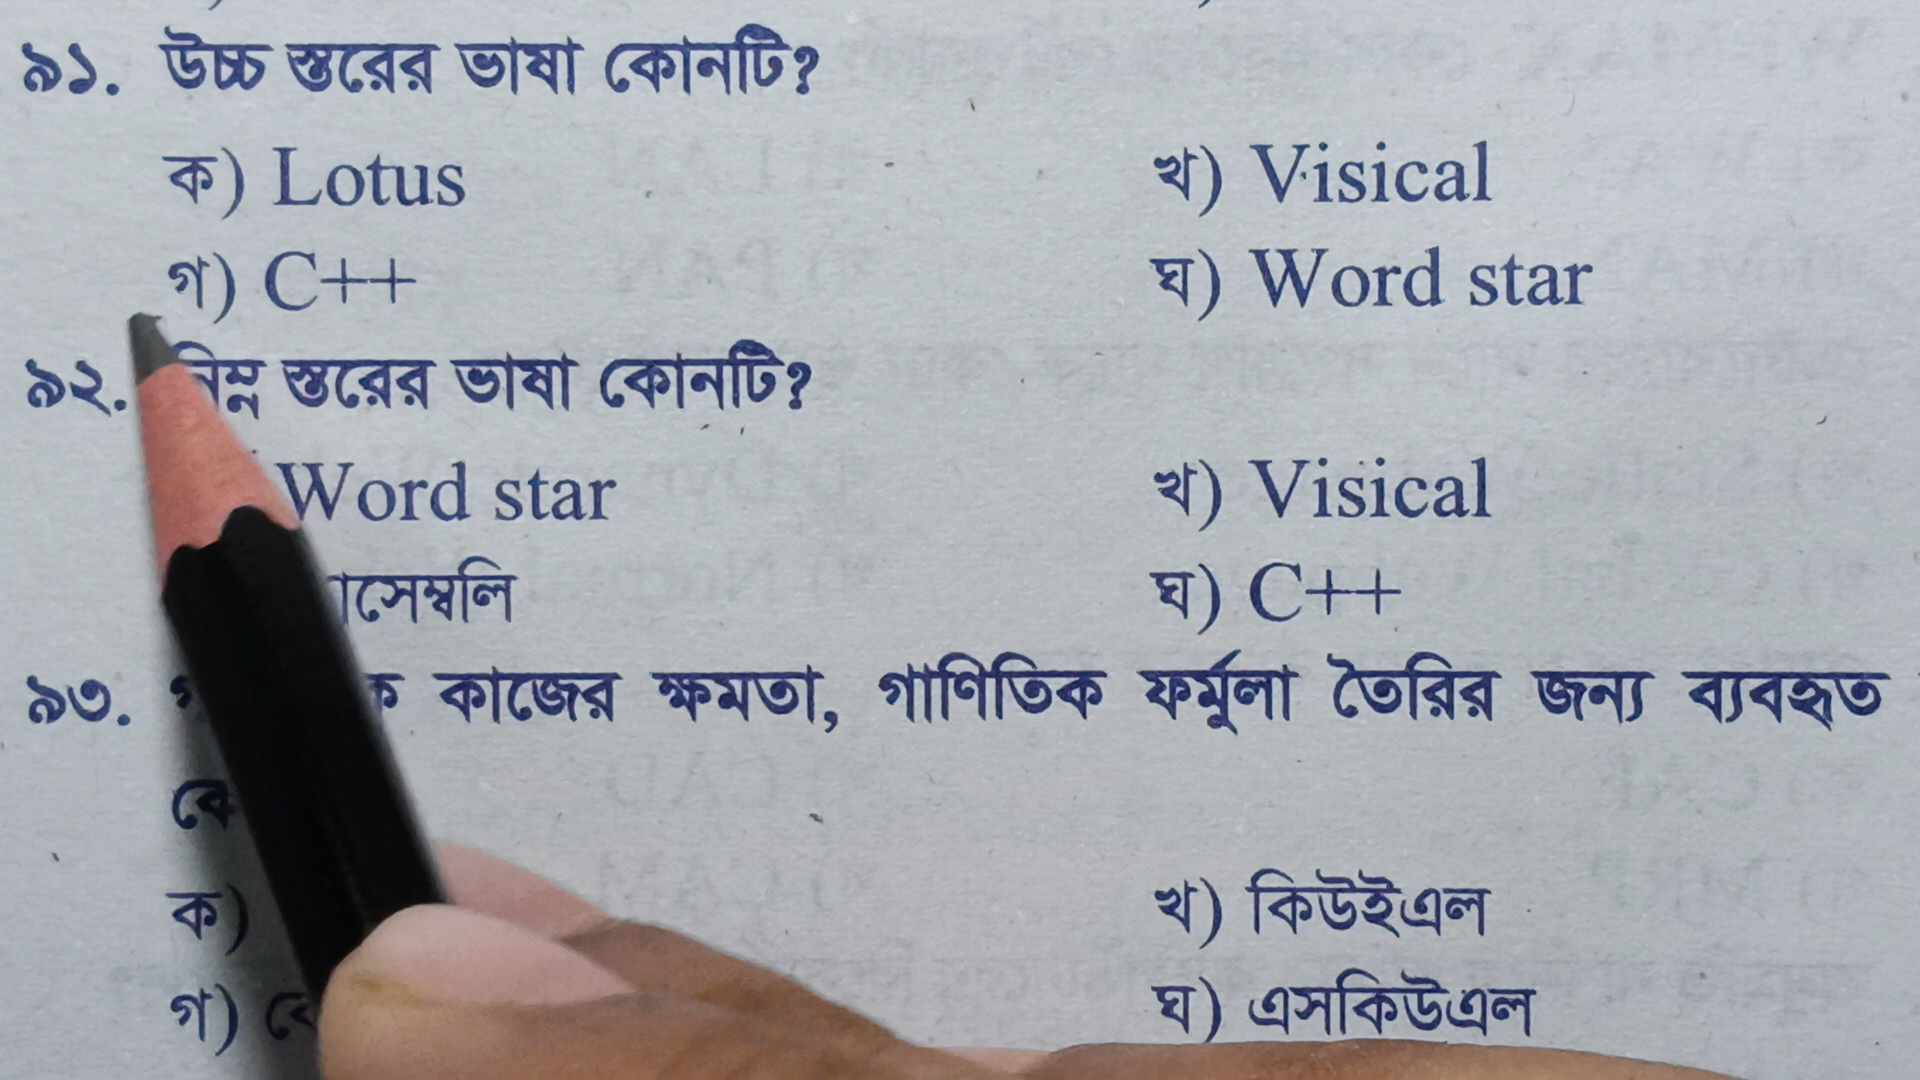 ৯১. উচ্চ স্তরের ভাষা কোনটি?
ক) Lotus খ) Visical
গ) C++ ঘ) Word star
৯২. স্তরের ভাষা কোনটি?
Word star খ) Visical
ঘ) C++
৯৩. কাজের ক্ষমতা, গাণিতিক ফর্মুলা তৈরির জন্য ব্যবহৃত
ক) খ) কিউইএল
গ) ঘ) এসকিউএল